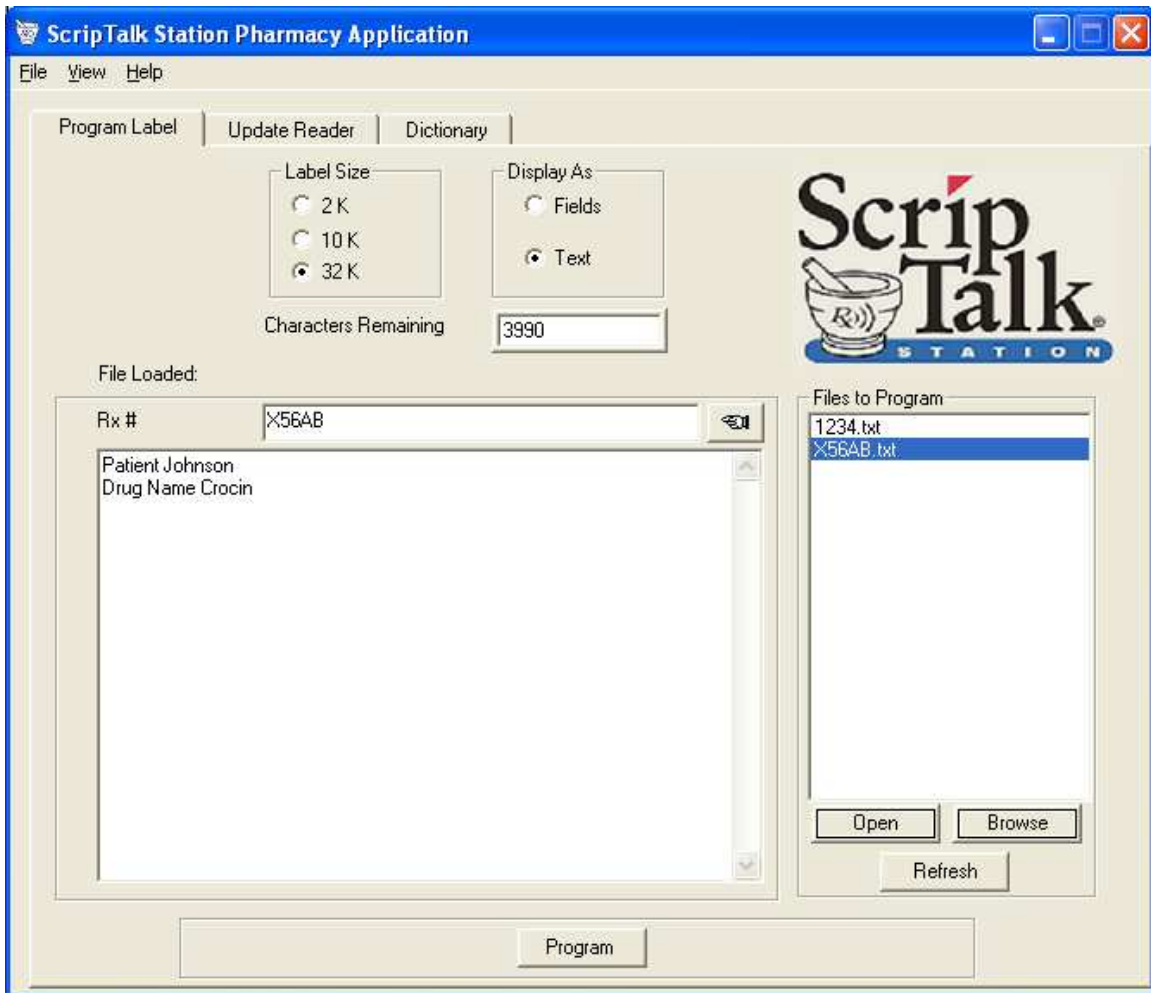 ScripTalk Station Pharmacy Application
File View Help
Program Label Update Reader Dictionary
Label Size
2 K
10 K
32 K
Display As
Fields
Text
Characters Remaining 3990
Scrip
Talk®
STATION
Rx
File Loaded:
Rx # X56AB
Patient Johnson
Drug Name Crocin
Files to Program
1234.txt
X56AB.txt
Open Browse
Refresh
Program